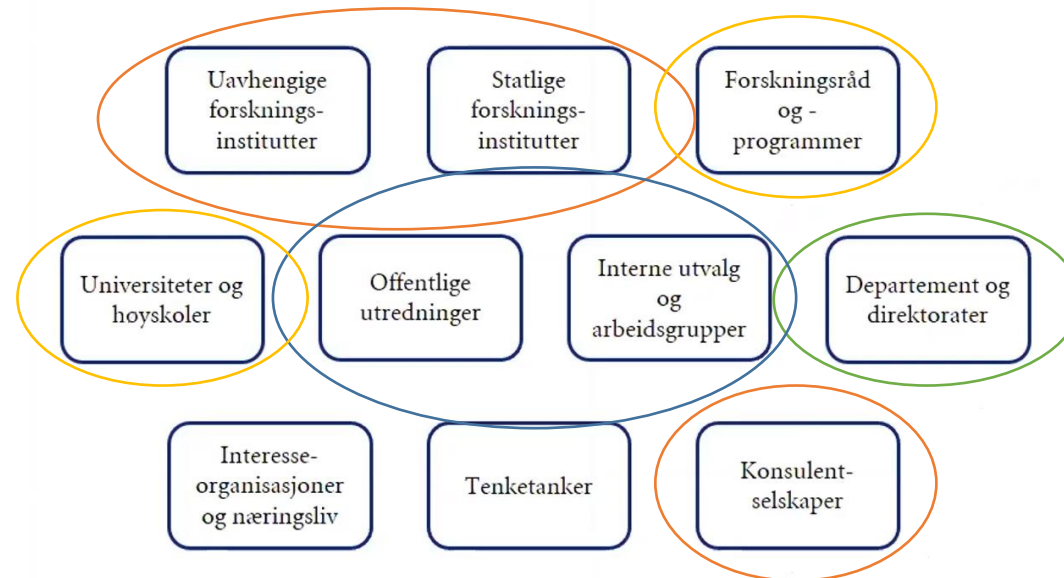 Uavhengige
forsknings-
institutter
Statlige
forsknings-
institutter
Forskningsråd
og -
programmer
Universiteter og
høyskoler
Offentlige
utredninger
Interne utvalg
og
arbeidsgrupper
Departement og
direktorater
Interesse-
organisasjoner
og næringsliv
Tenketanker
Konsulent-
selskaper